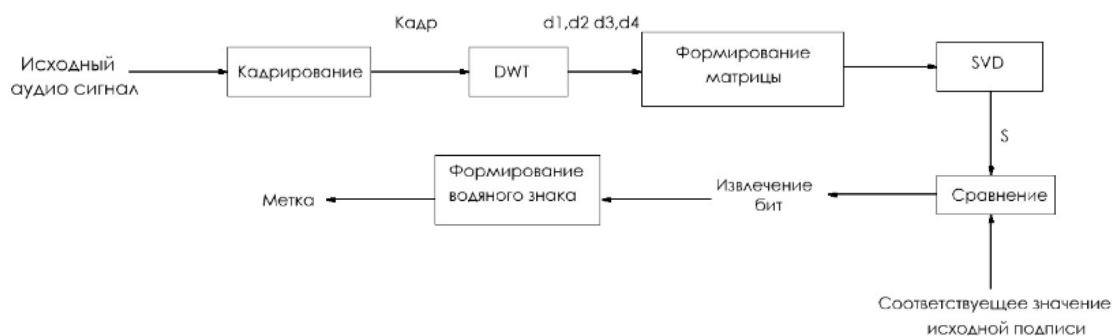 Кадр
d1,d2 d3,d4
Исходный
аудио сигнал
Кадрирование
DWT
Формирование
матрицы
SVD
S
Метка
Формирование
водяного знака
Извлечение
бит
Сравнение
Соответствуещее значение
исходной подписи